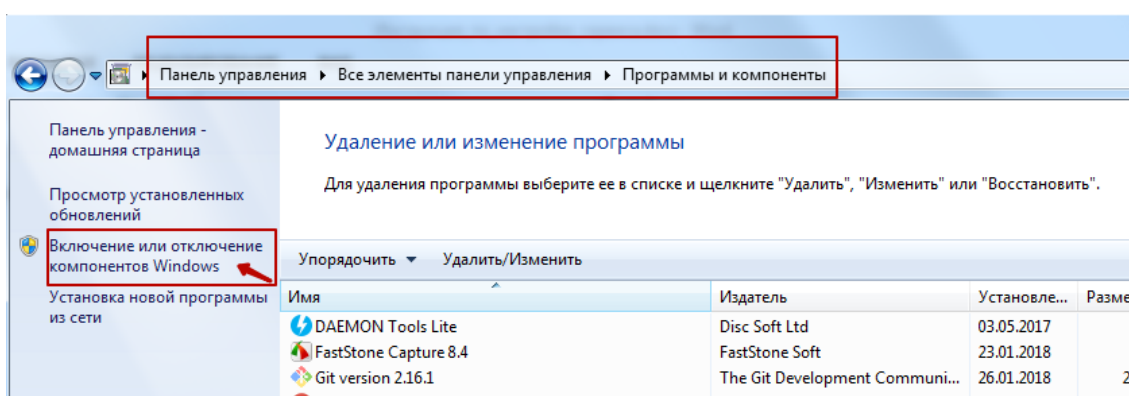 Панель управления ▸ Все элементы панели управления ▸ Программы и компоненты
Панель управления -
домашняя страница
Просмотр установленных
обновлений
Включение или отключение
компонентов Windows
Установка новой программы
из сети
Удаление или изменение программы
Для удаления программы выберите ее в списке и щелкните "Удалить", "Изменить" или "Восстановить".
Упорядочить ▾ Удалить/Изменить
Имя Издатель Установле... Разме
DAEMON Tools Lite Disc Soft Ltd 03.05.2017
FastStone Capture 8.4 FastStone Soft 23.01.2018
Git version 2.16.1 The Git Development Communi... 26.01.2018 2